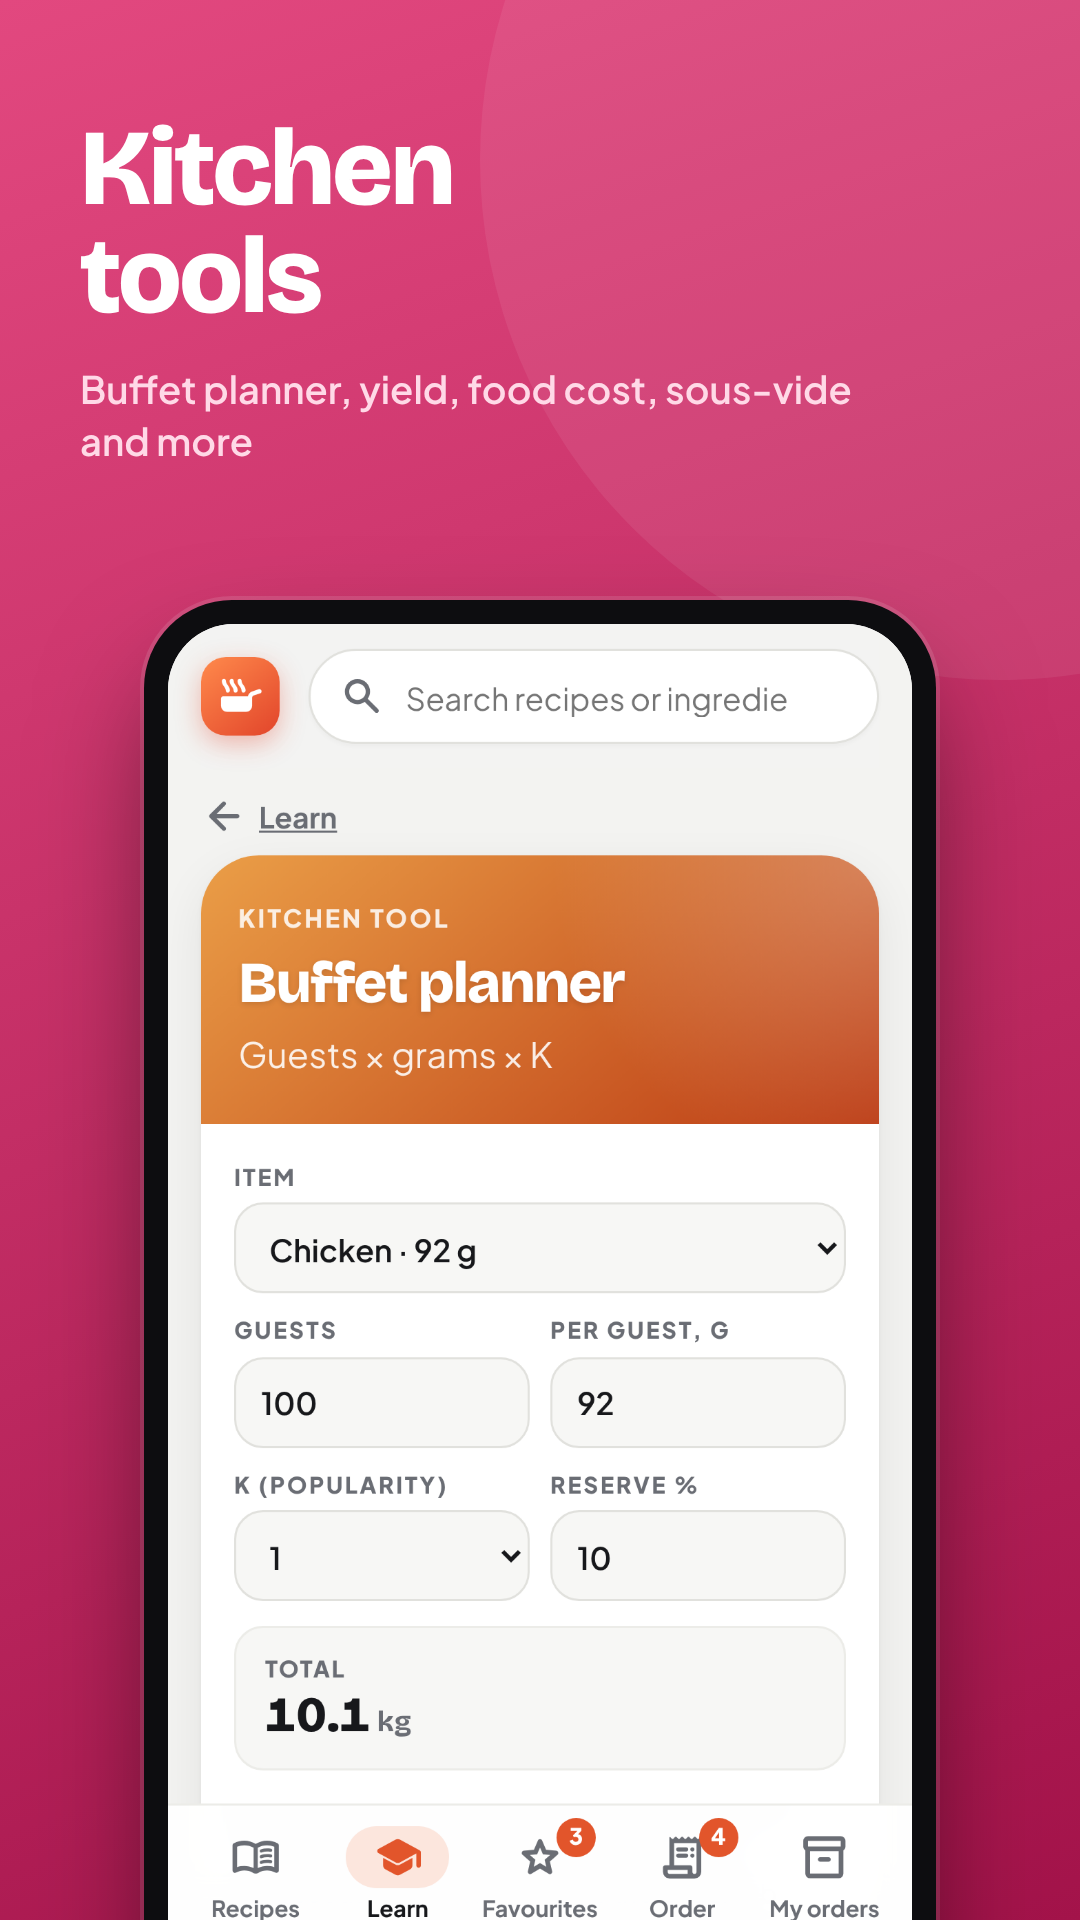 Kitchen
tools
Buffet planner, yield, food cost, sous-vide
and more
Search recipes or ingredie
Learn
KITCHEN TOOL
Buffet planner
Guests × grams × K
ITEM
Chicken · 92 g
GUESTS
PER GUEST, G
100
92
K (POPULARITY)
RESERVE %
1
10
TOTAL
10.1 kg
3
4
Recipes
Learn
Favourites
Order
My orders